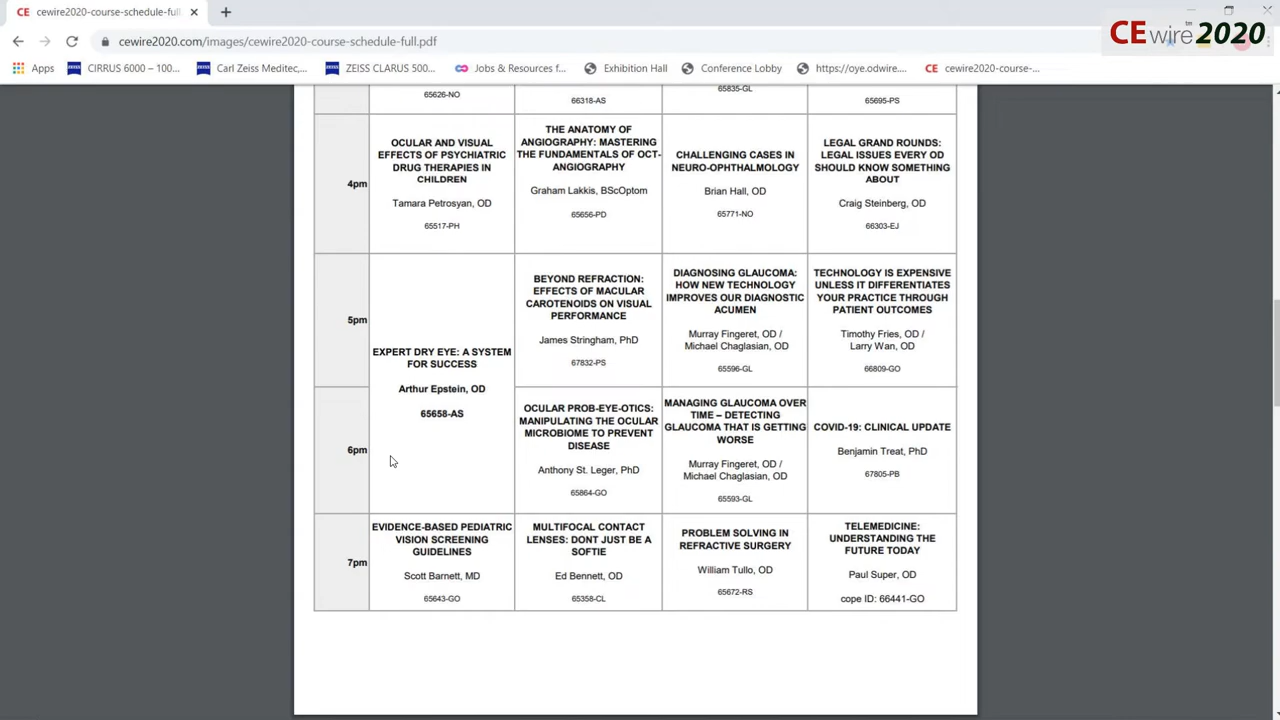 CE cewire2020-course-schedule-full.
CEwire™2020
cewire2020.com/images/cewire2020-course-schedule-full.pdf
Apps
CIRRUS 6000 – 100...
Carl Zeiss Meditec,...
ZEISS CLARUS 500...
Jobs & Resources f...
Exhibition Hall
Conference Lobby
https://oye.odwire....
CE cewire2020-course-...
65626-NO
66318-AS
65835-GL
65695-PS
4pm
OCULAR AND VISUAL
EFFECTS OF PSYCHIATRIC
DRUG THERAPIES IN
CHILDREN
Tamara Petrosyan, OD
65517-PH
THE ANATOMY OF
ANGIOGRAPHY: MASTERING
THE FUNDAMENTALS OF OCT-
ANGIOGRAPHY
Graham Lakkis, BScOptom
65656-PD
CHALLENGING CASES IN
NEURO-OPHTHALMOLOGY
Brian Hall, OD
65771-NO
LEGAL GRAND ROUNDS:
LEGAL ISSUES EVERY OD
SHOULD KNOW SOMETHING
ABOUT
Craig Steinberg, OD
66303-EJ
5pm
EXPERT DRY EYE: A SYSTEM
FOR SUCCESS
Arthur Epstein, OD
65658-AS
BEYOND REFRACTION:
EFFECTS OF MACULAR
CAROTENOIDS ON VISUAL
PERFORMANCE
James Stringham, PhD
67832-PS
DIAGNOSING GLAUCOMA:
HOW NEW TECHNOLOGY
IMPROVES OUR DIAGNOSTIC
ACUMEN
Murray Fingeret, OD /
Michael Chaglasian, OD
65596-GL
TECHNOLOGY IS EXPENSIVE
UNLESS IT DIFFERENTIATES
YOUR PRACTICE THROUGH
PATIENT OUTCOMES
Timothy Fries, OD /
Larry Wan, OD
66809-GO
6pm
OCULAR PROB-EYE-OTICS:
MANIPULATING THE OCULAR
MICROBIOME TO PREVENT
DISEASE
Anthony St. Leger, PhD
65864-GO
MANAGING GLAUCOMA OVER
TIME – DETECTING
GLAUCOMA THAT IS GETTING
WORSE
Murray Fingeret, OD /
Michael Chaglasian, OD
65593-GL
COVID-19: CLINICAL UPDATE
Benjamin Treat, PhD
67805-PB
7pm
EVIDENCE-BASED PEDIATRIC
VISION SCREENING
GUIDELINES
Scott Barnett, MD
65643-GO
MULTIFOCAL CONTACT
LENSES: DONT JUST BE A
SOFTIE
Ed Bennett, OD
65358-CL
PROBLEM SOLVING IN
REFRACTIVE SURGERY
William Tullo, OD
65672-RS
TELEMEDICINE:
UNDERSTANDING THE
FUTURE TODAY
Paul Super, OD
cope ID: 66441-GO